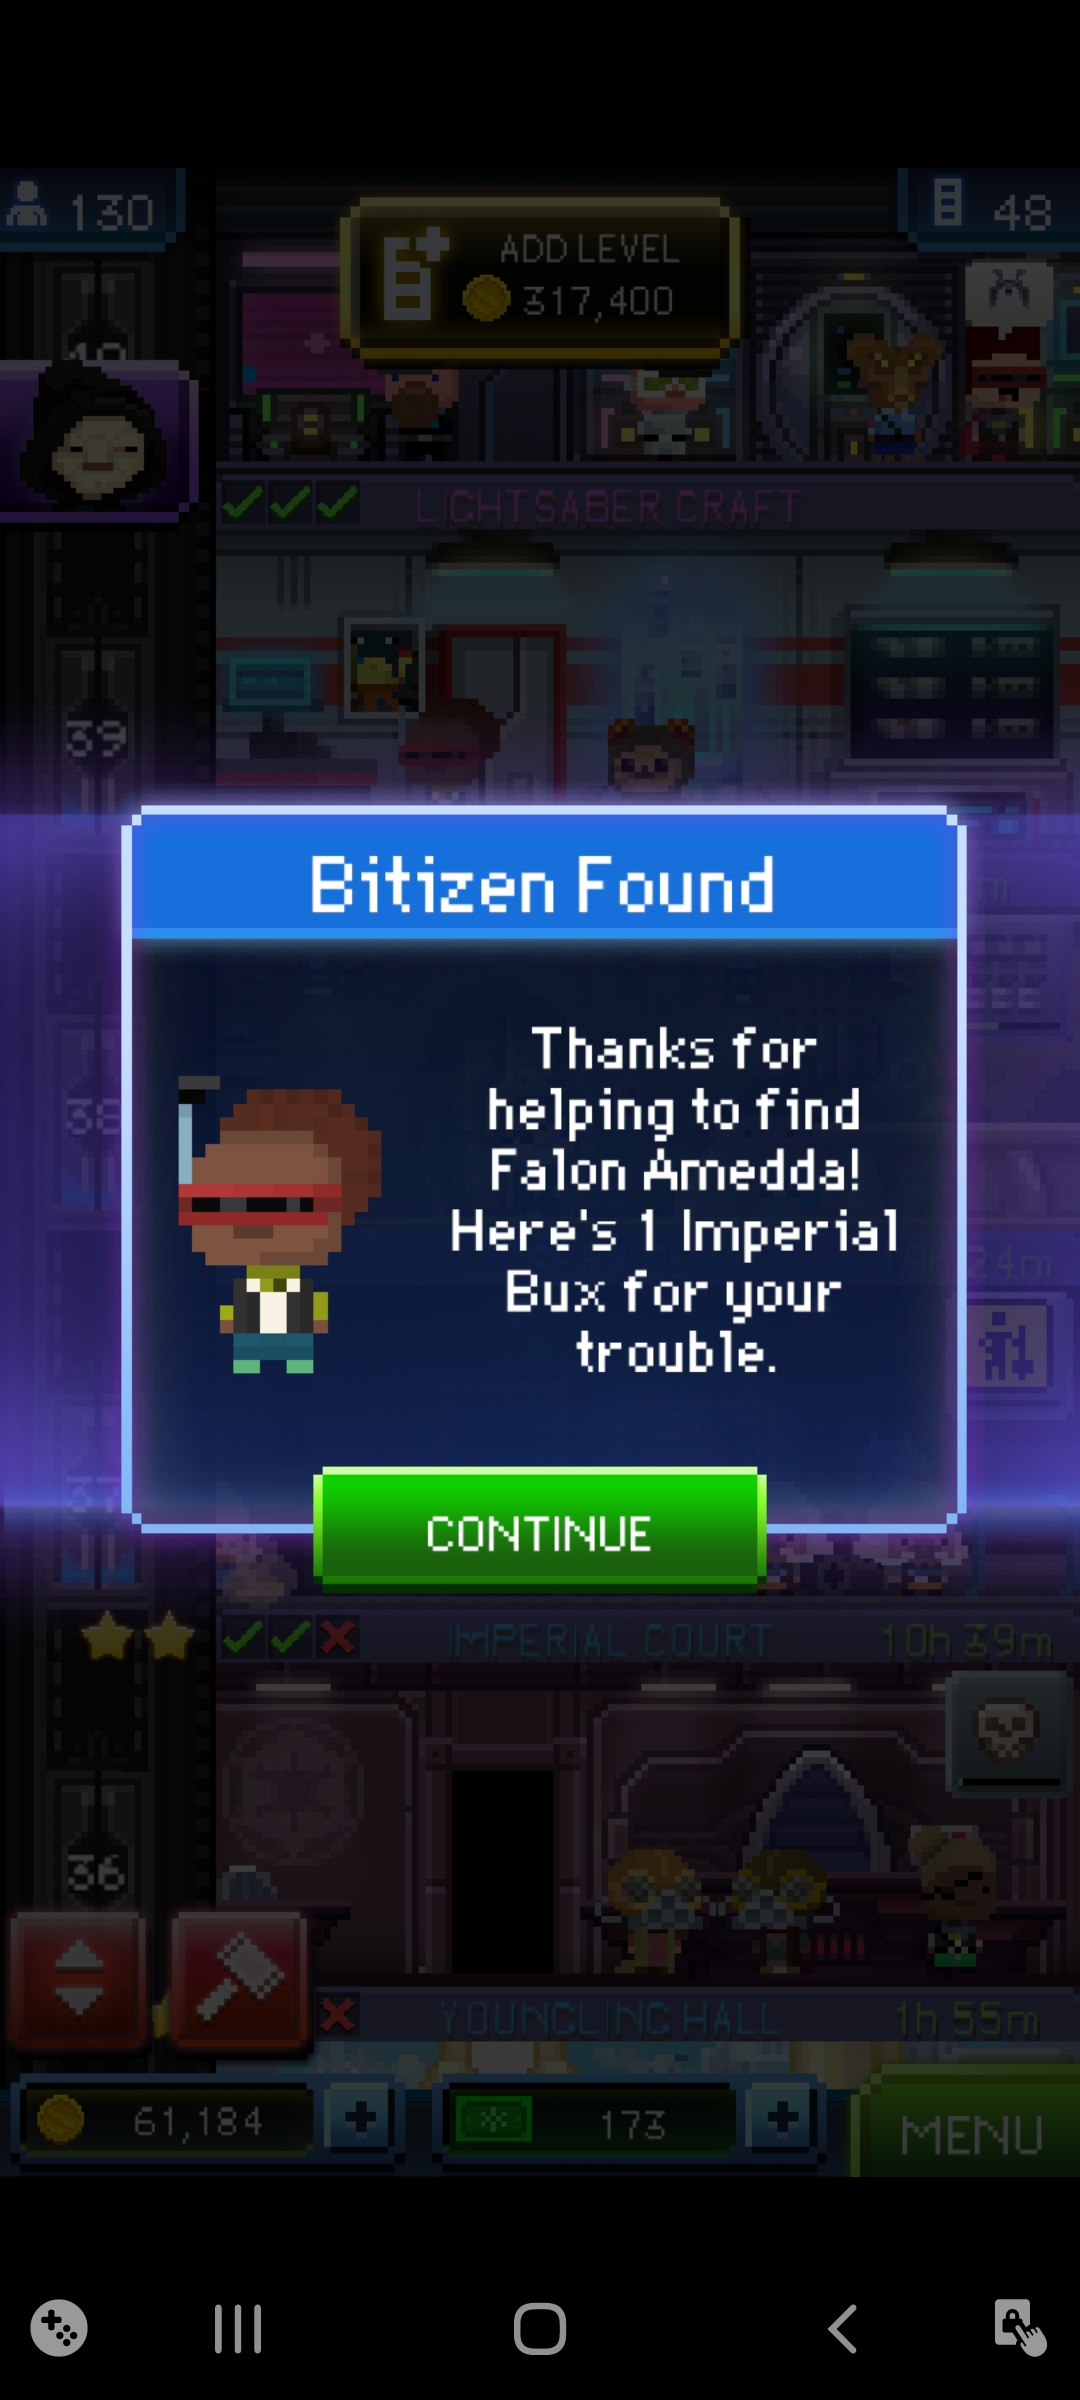 130
48
ADD LEVEL
317,400
LIGHTSABER CRAFT
39
Bitizen Found
Thanks for
helping to find
Falon Amedda!
Here's 1 Imperial
Bux for your
trouble.
38
24m
37
CONTINUE
IMPERIAL COURT 10h 39m
36
YOUNGLING HALL 1h 55m
61,184
173
MENU